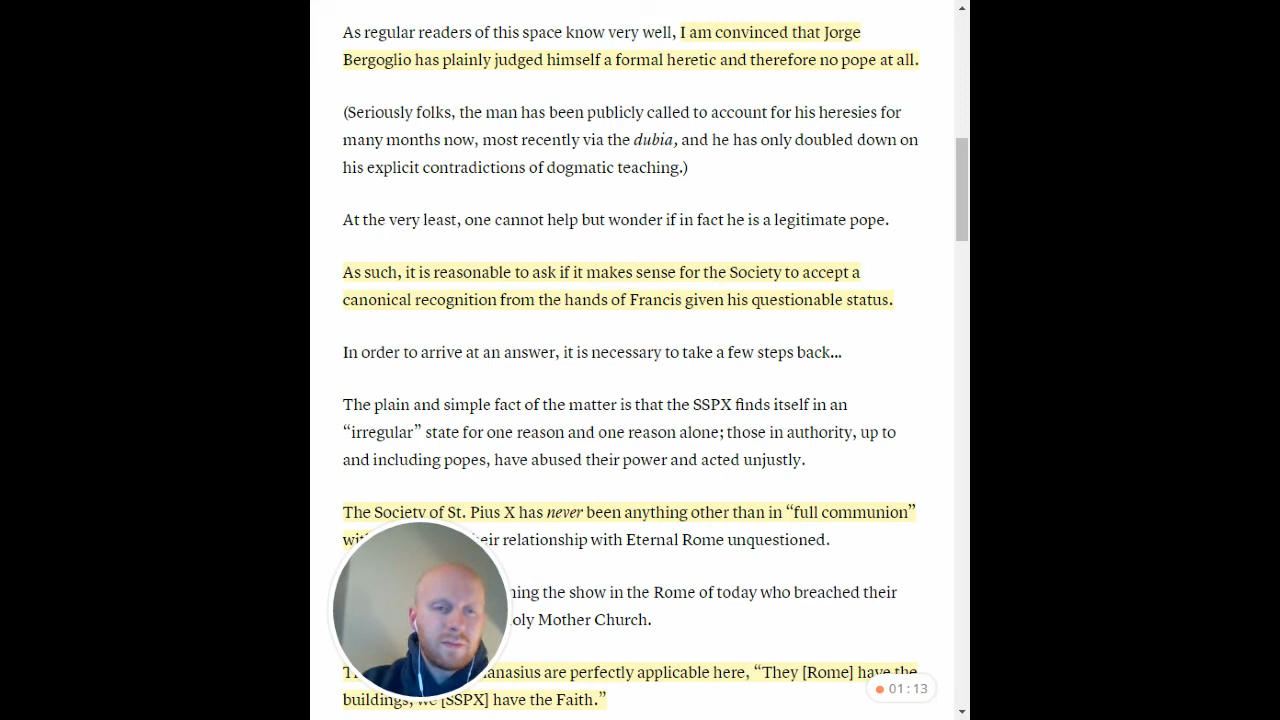 As regular readers of this space know very well, I am convinced that Jorge
Bergoglio has plainly judged himself a formal heretic and therefore no pope at all.
(Seriously folks, the man has been publicly called to account for his heresies for
many months now, most recently via the dubia, and he has only doubled down on
his explicit contradictions of dogmatic teaching.)
At the very least, one cannot help but wonder if in fact he is a legitimate pope.
As such, it is reasonable to ask if it makes sense for the Society to accept a
canonical recognition from the hands of Francis given his questionable status.
In order to arrive at an answer, it is necessary to take a few steps back…
The plain and simple fact of the matter is that the SSPX finds itself in an
“irregular” state for one reason and one reason alone; those in authority, up to
and including popes, have abused their power and acted unjustly.
The Society of St. Pius X has never been anything other than in “full communion”
relationship with Eternal Rome unquestioned.
the show in the Rome of today who breached their
Mother Church.
are perfectly applicable here, “They [Rome] have the
buildings, we [SSPX] have the Faith.”
01:13